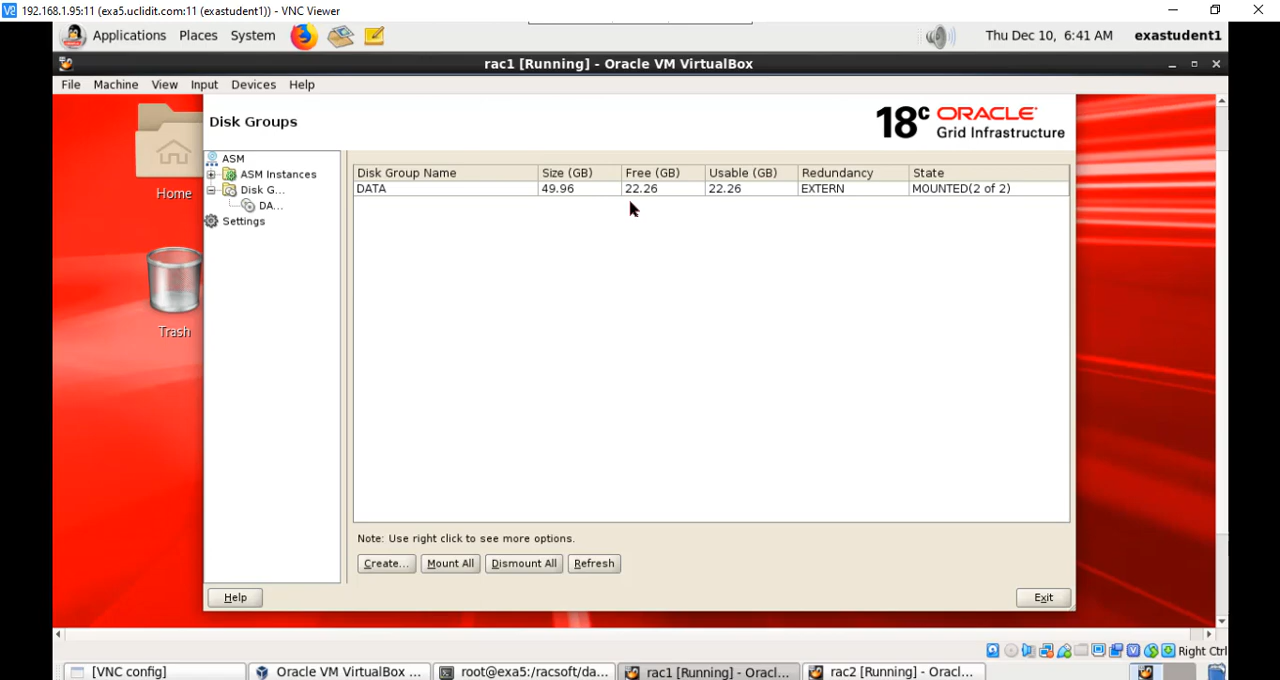 192.168.1.95:11 (exa5.uclidit.com:11 (exastudent1)) - VNC Viewer
Applications Places System Thu Dec 10, 6:41 AM exastudent1
rac1 [Running] - Oracle VM VirtualBox
File Machine View Input Devices Help
Disk Groups
18c ORACLE
Grid Infrastructure
Home
Trash
ASM
ASM Instances
Disk G...
DA...
Settings
Disk Group Name Size (GB) Free (GB) Usable (GB) Redundancy State
DATA 49.96 22.26 22.26 EXTERN MOUNTED(2 of 2)
Note: Use right click to see more options.
Create... Mount All Dismount All Refresh
Help Exit
Right Ctrl
[VNC config] Oracle VM VirtualBox ... root@exa5:/racsoft/da... rac1 [Running] - Oracl... rac2 [Running] - Oracl...